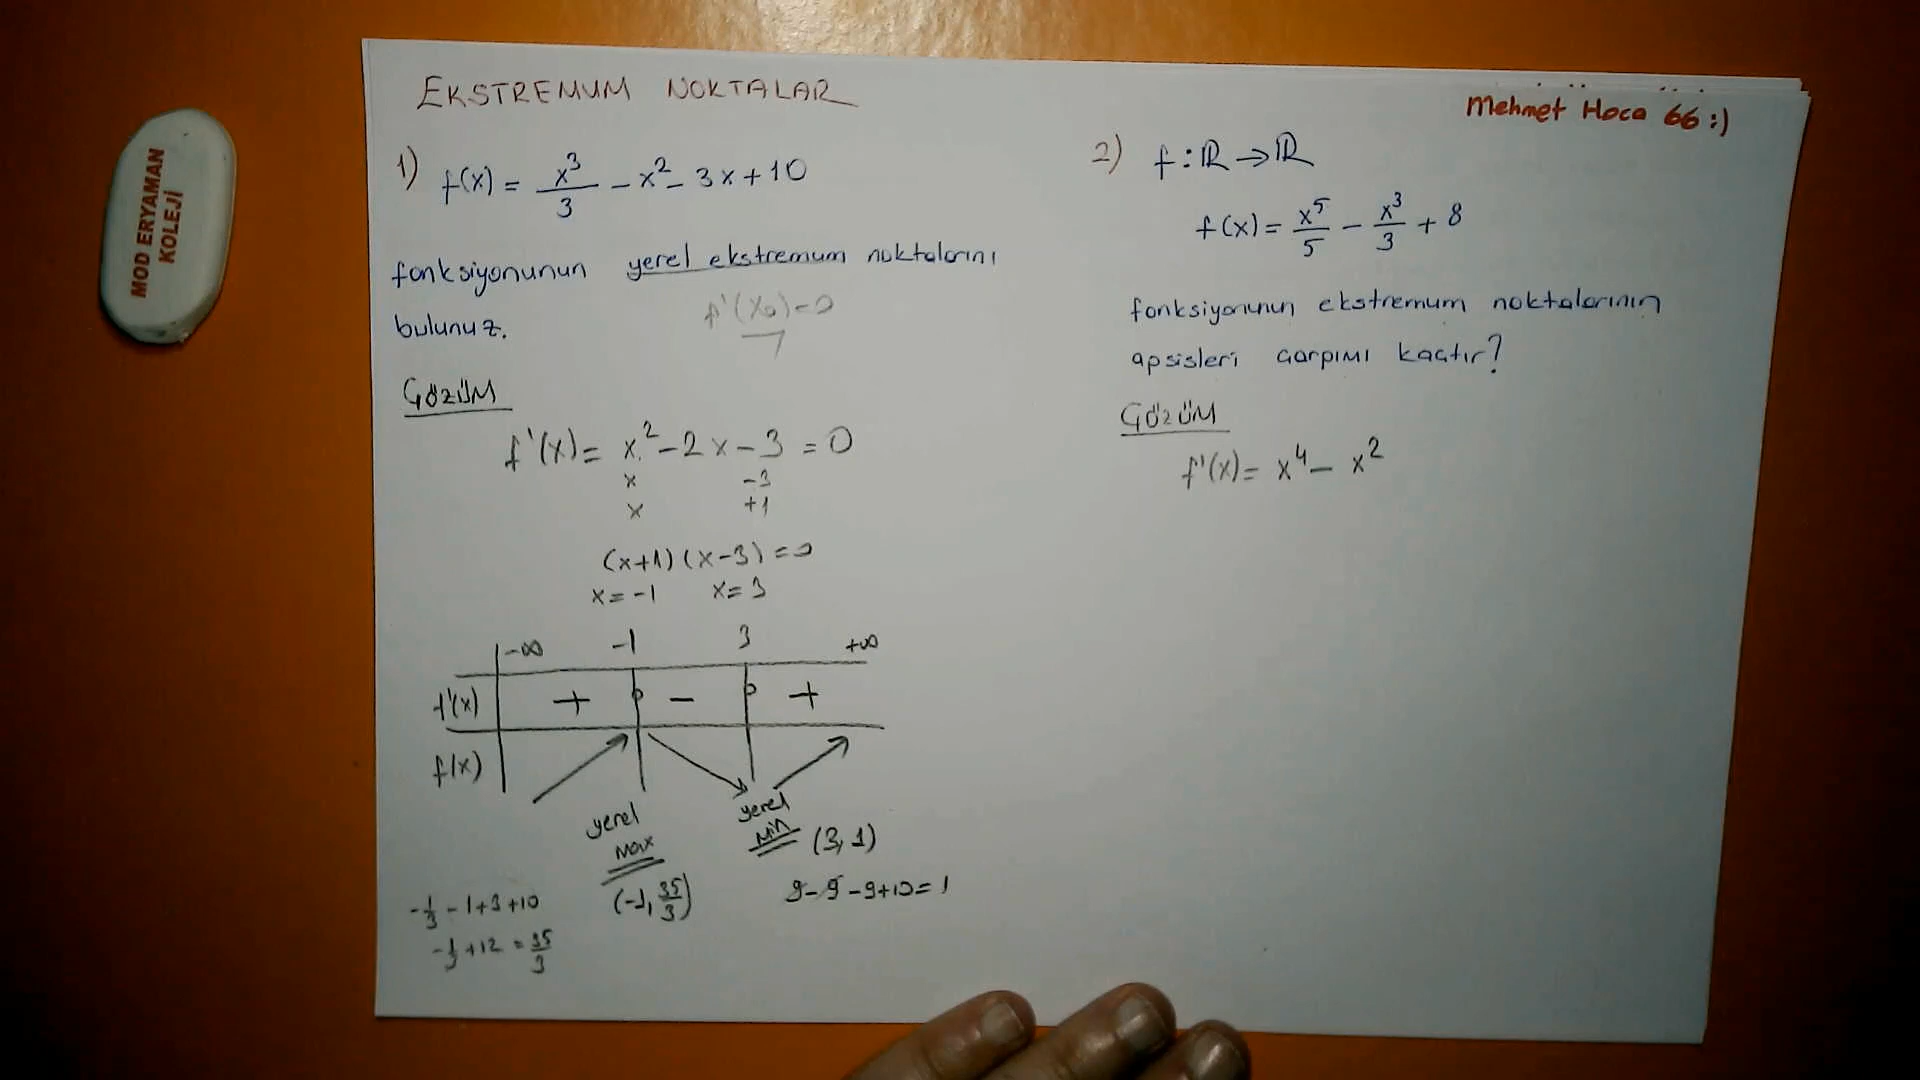 EKSTREMUM NOKTALAR
Mehmet Hoca 66 :)
MOD ERYAMAN
KOLEJİ
1) f(x) = x³/3 - x² - 3x + 10
fonksiyonunun yerel ekstremum noktalarını
bulunuz.
f'(x₀)=0
ÇÖZÜM
f'(x) = x² - 2x - 3 = 0
x -3
x +1
(x+1)(x-3)=0
x=-1 x=3
-∞ -1 3 +∞
f'(x) + 0 - 0 +
f(x)
yerel
max
(-1, 35/3)
yerel
min (3, 1)
9-9-9+10=1
-1/3 - 1+3+10
-1/3 +12 = 35/3
2) f:ℝ→ℝ
f(x) = x⁵/5 - x³/3 + 8
fonksiyonunun ekstremum noktalarının
apsisleri çarpımı kaçtır?
ÇÖZÜM
f'(x) = x⁴ - x²